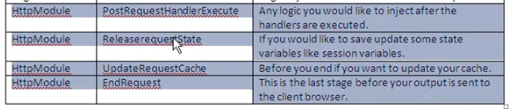 HttpModule PostRequestHandlerExecute Any logic you would like to inject after the
handlers are executed.
HttpModule ReleaserequestState If you would like to save update some state
variables like session variables.
HttpModule UpdateRequestCache Before you end if you want to update your cache.
HttpModule EndRequest This is the last stage before your output is sent to
the client browser.